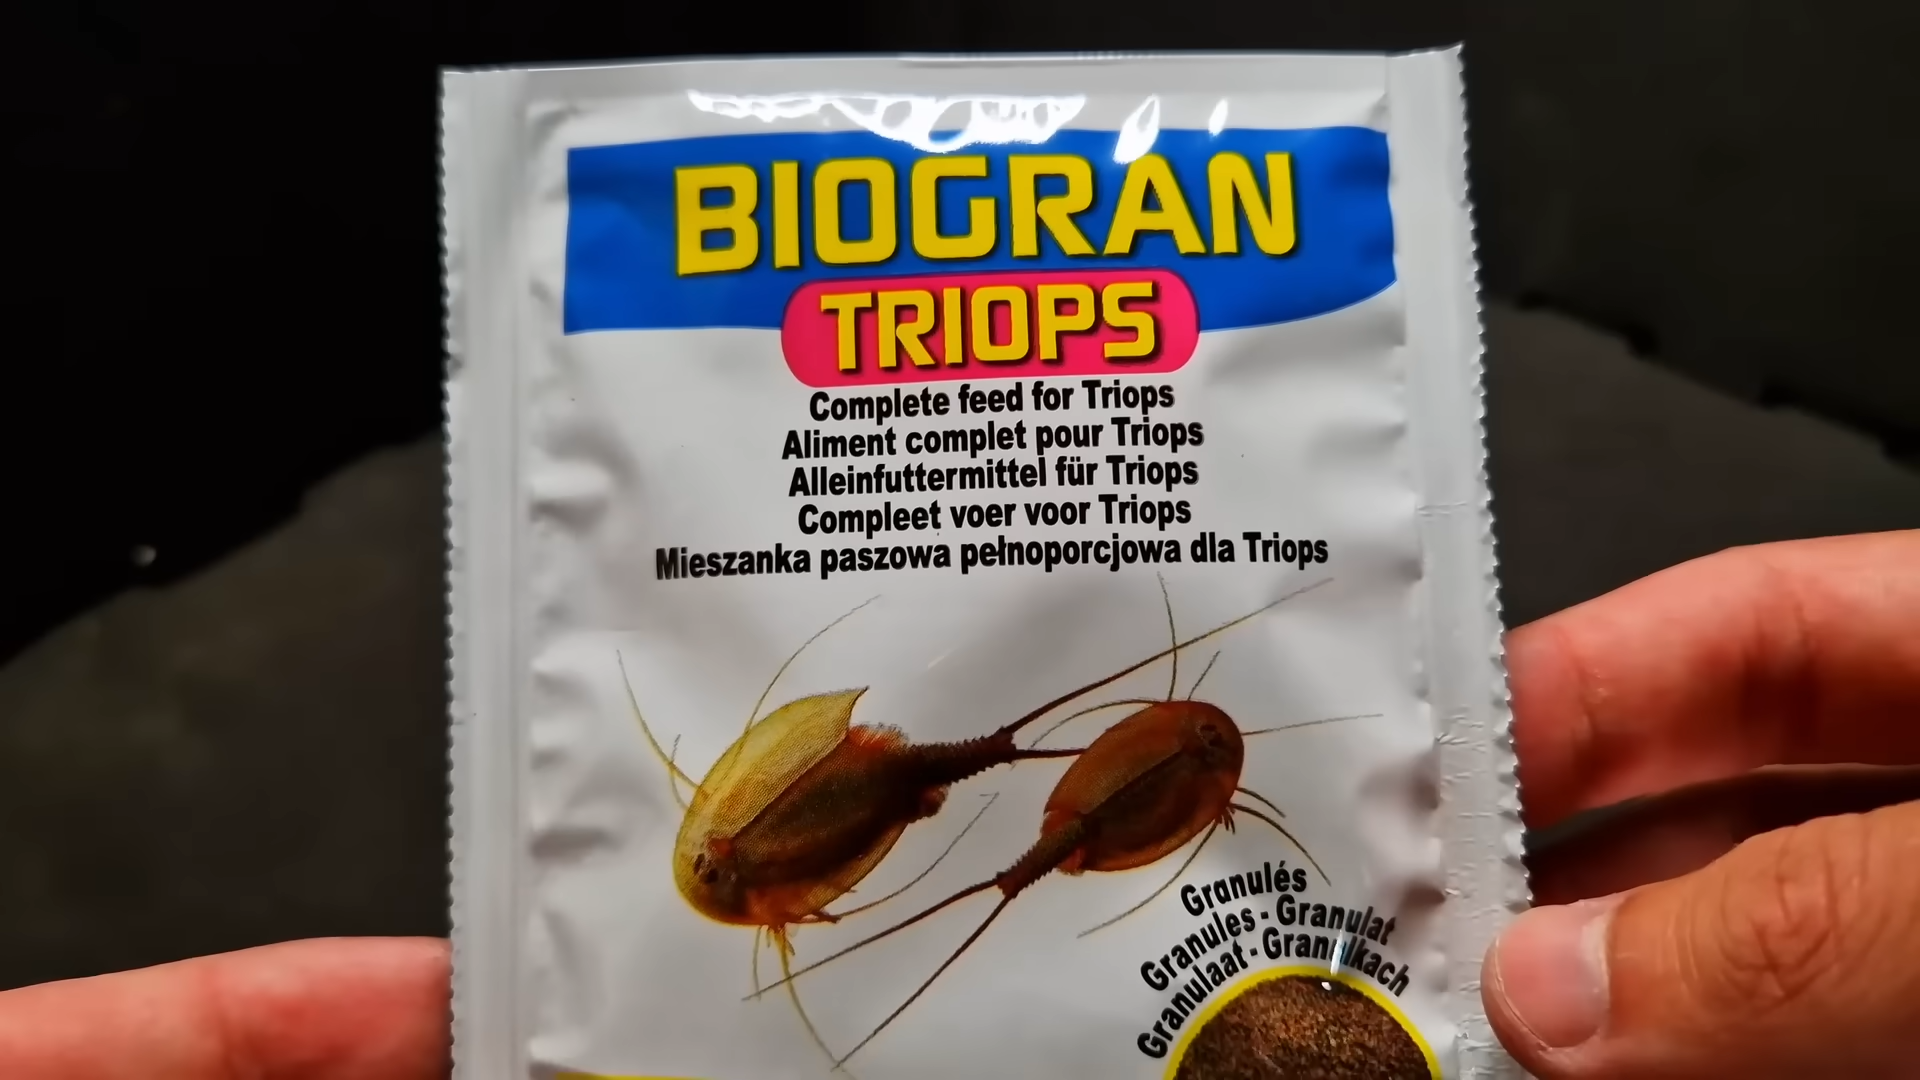 BIOGRAN
TRIOPS
Complete feed for Triops
Aliment complet pour Triops
Alleinfuttermittel für Triops
Compleet voer voor Triops
Mieszanka paszowa pełnoporcjowa dla Triops
Granulés
Granules - Granulat
Granulaat - Granulkach